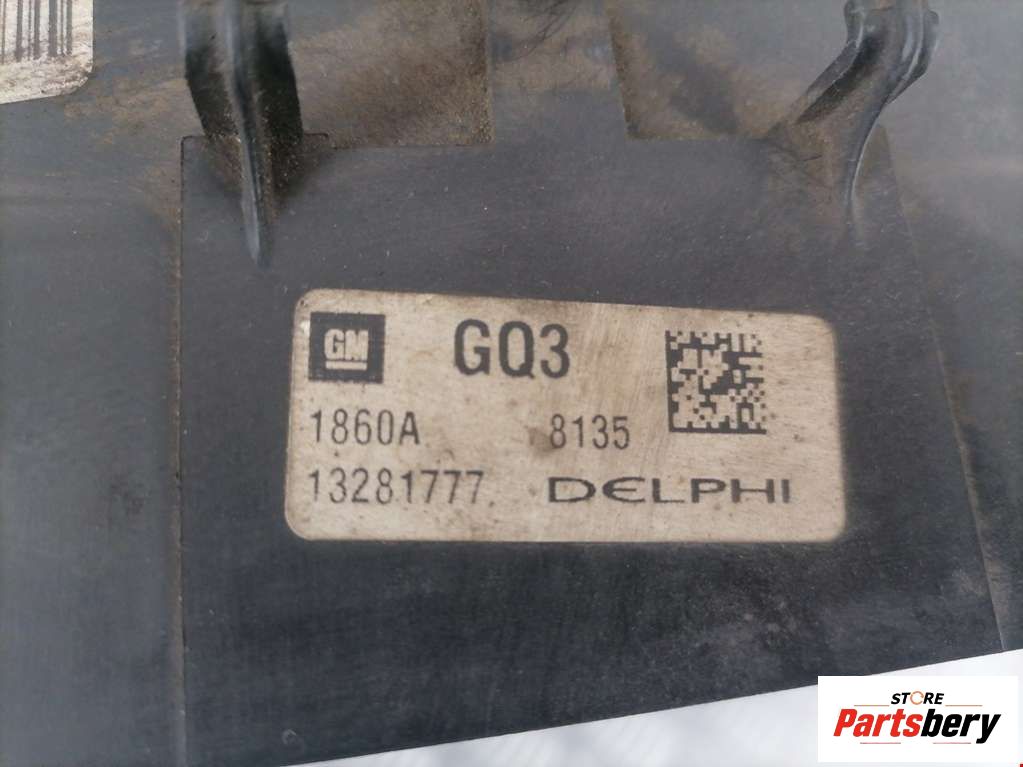 GM GQ3
1860A 8135
13281777 DELPHI
STORE
Partsbery